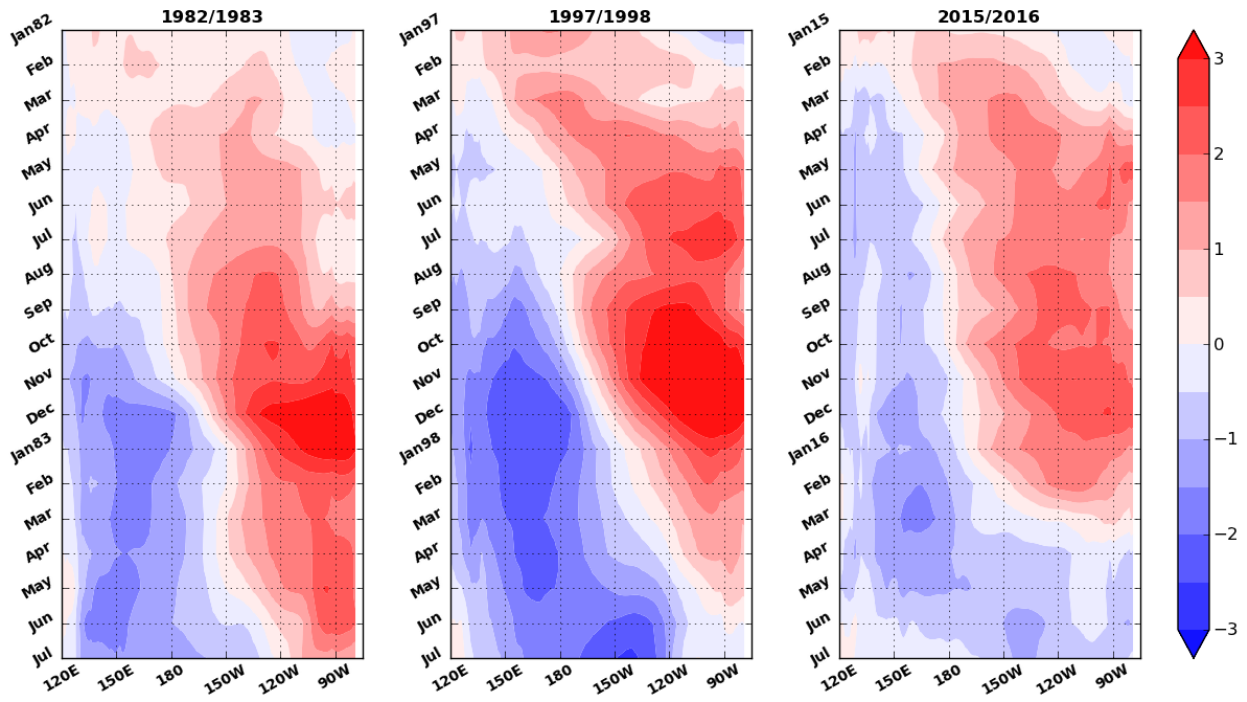 1982/1983
1997/1998
2015/2016
Jan82
Feb
Mar
Apr
May
Jun
Jul
Aug
Sep
Oct
Nov
Dec
Jan83
Feb
Mar
Apr
May
Jun
Jul
120E
150E
180
150W
120W
90W
Jan97
Feb
Mar
Apr
May
Jun
Jul
Aug
Sep
Oct
Nov
Dec
Jan98
Feb
Mar
Apr
May
Jun
Jul
120E
150E
180
150W
120W
90W
Jan15
Feb
Mar
Apr
May
Jun
Jul
Aug
Sep
Oct
Nov
Dec
Jan16
Feb
Mar
Apr
May
Jun
Jul
120E
150E
180
150W
120W
90W
3
2
1
0
−1
−2
−3